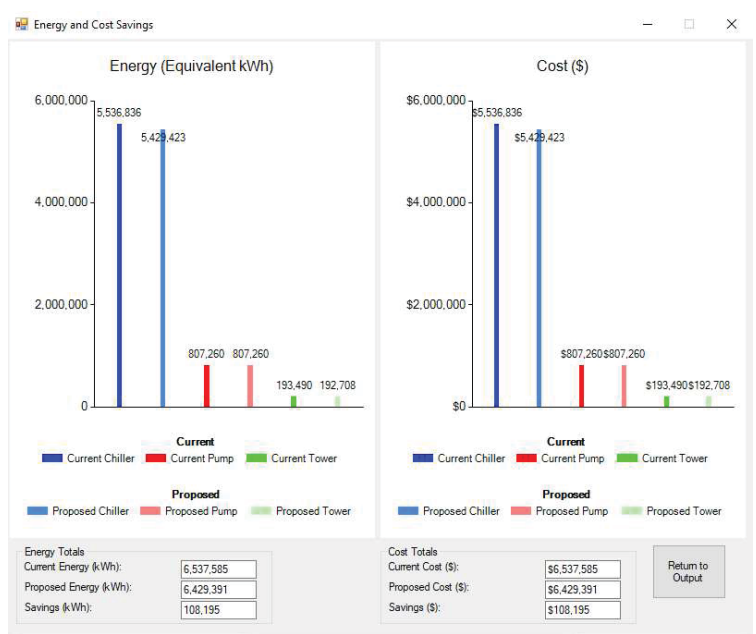 Energy and Cost Savings
Energy (Equivalent kWh)
6,000,000
5,536,836
5,429,423
4,000,000
2,000,000
807,260 807,260
193,490 192,708
0
Current
Current Chiller Current Pump Current Tower
Proposed
Proposed Chiller Proposed Pump Proposed Tower
Cost ($)
$6,000,000
$5,536,836
$5,429,423
$4,000,000
$2,000,000
$807,260 $807,260
$193,490 $192,708
$0
Current
Current Chiller Current Pump Current Tower
Proposed
Proposed Chiller Proposed Pump Proposed Tower
Energy Totals
Current Energy (kWh): 6,537,585
Proposed Energy (kWh): 6,429,391
Savings (kWh): 108,195
Cost Totals
Current Cost ($): $6,537,585
Proposed Cost ($): $6,429,391
Savings ($): $108,195
Return to
Output